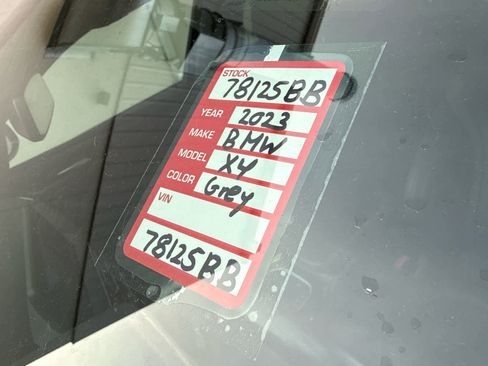 STOCK
78125BB
YEAR 2023
MAKE BMW
MODEL X4
COLOR Grey
VIN
78125BB